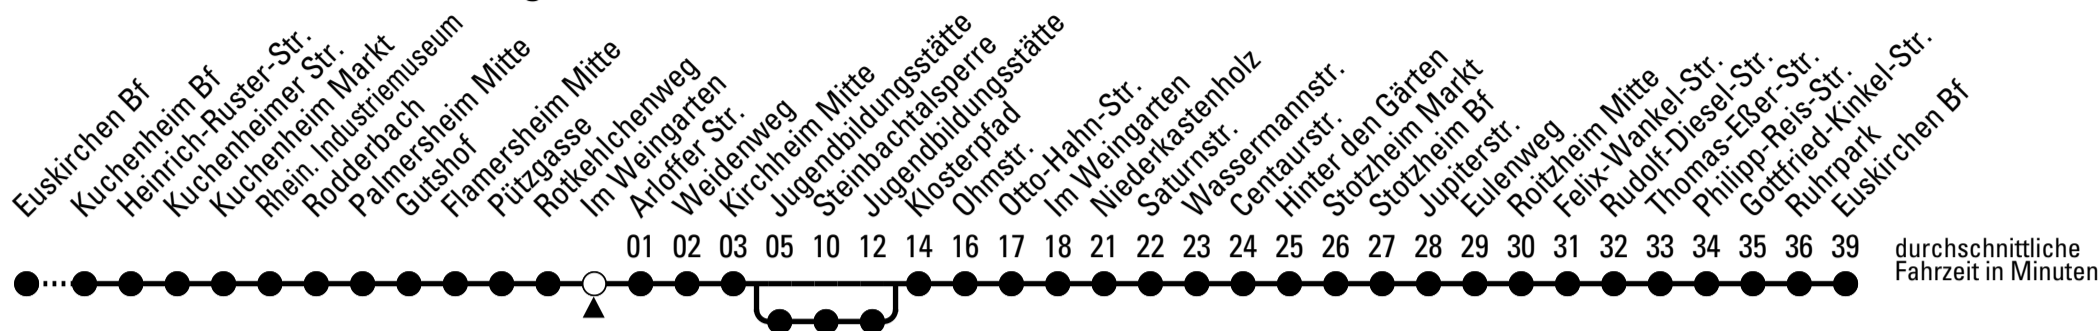 Euskirchen Bf
Kuchenheim Bf
Heinrich-Ruster-Str.
Kuchenheimer Str.
Kuchenheim Markt
Rhein. Industriemuseum
Rodderbach
Palmersheim Mitte
Gutshof
Flamersheim Mitte
Pützgasse
Rotkehlchenweg
Im Weingarten
Arloffer Str.
Weidenweg
Kirchheim Mitte
Jugendbildungsstätte
Steinbachtalsperre
Jugendbildungsstätte
Klosterpfad
Ohmstr.
Otto-Hahn-Str.
Im Weingarten
Niederkastenholz
Saturnstr.
Wassermannstr.
Centaurstr.
Hinter den Gärten
Stotzheim Markt
Stotzheim Bf
Jupiterstr.
Eulenweg
Roitzheim Mitte
Felix-Wankel-Str.
Rudolf-Diesel-Str.
Thomas-Eßer-Str.
Philipp-Reis-Str.
Gottfried-Kinkel-Str.
Ruhrpark
Euskirchen Bf
01 02 03 05 10 12 14 16 17 18 21 22 23 24 25 26 27 28 29 30 31 32 33 34 35 36 39
durchschnittliche
Fahrzeit in Minuten